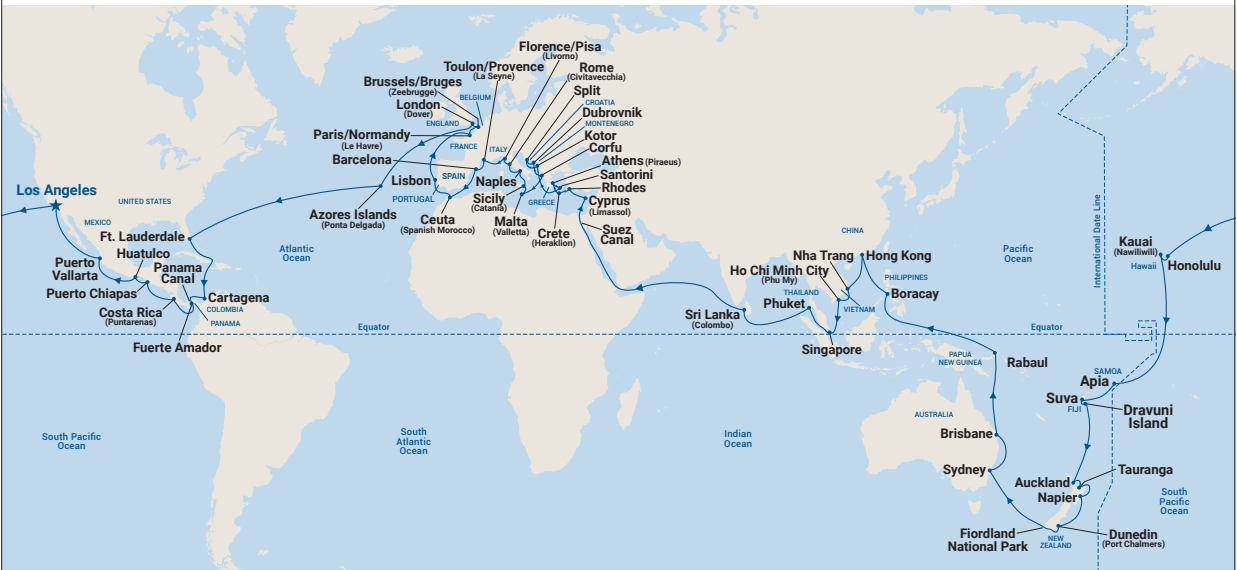 Florence/Pisa
(Livorno)
Toulon/Provence
(La Seyne)
Rome
(Civitavecchia)
Brussels/Bruges
(Zeebrugge)
Split
BELGIUM
CROATIA
London
(Dover)
Dubrovnik
ENGLAND
MONTENEGRO
Paris/Normandy
(Le Havre)
Kotor
FRANCE
ITALY
Corfu
Barcelona
Athens (Piraeus)
Santorini
Lisbon
SPAIN
Naples
Rhodes
PORTUGAL
Sicily
(Catania)
GREECE
Cyprus
(Limassol)
Los Angeles
UNITED STATES
Azores Islands
(Ponta Delgada)
Ceuta
(Spanish Morocco)
Malta
(Valletta)
Crete
(Heraklion)
Suez
Canal
MEXICO
Ft. Lauderdale
Huatulco
Atlantic
Ocean
Puerto
Vallarta
Panama
Canal
Puerto Chiapas
Cartagena
COLOMBIA
Costa Rica
(Puntarenas)
PANAMA
Fuerte Amador
Equator
CHINA
Nha Trang
Hong Kong
Ho Chi Minh City
(Phu My)
PHILIPPINES
THAILAND
Boracay
Phuket
VIETNAM
Sri Lanka
(Colombo)
Singapore
Pacific
Ocean
International Date Line
Kauai
(Nawiliwili)
Hawaii
Honolulu
Equator
PAPUA
NEW GUINEA
Rabaul
SAMOA
Apia
Suva
FIJI
Dravuni
Island
AUSTRALIA
Brisbane
Sydney
Tauranga
Auckland
Napier
Fiordland
National Park
NEW
ZEALAND
Dunedin
(Port Chalmers)
South Pacific
Ocean
South
Atlantic
Ocean
Indian
Ocean
South
Pacific
Ocean